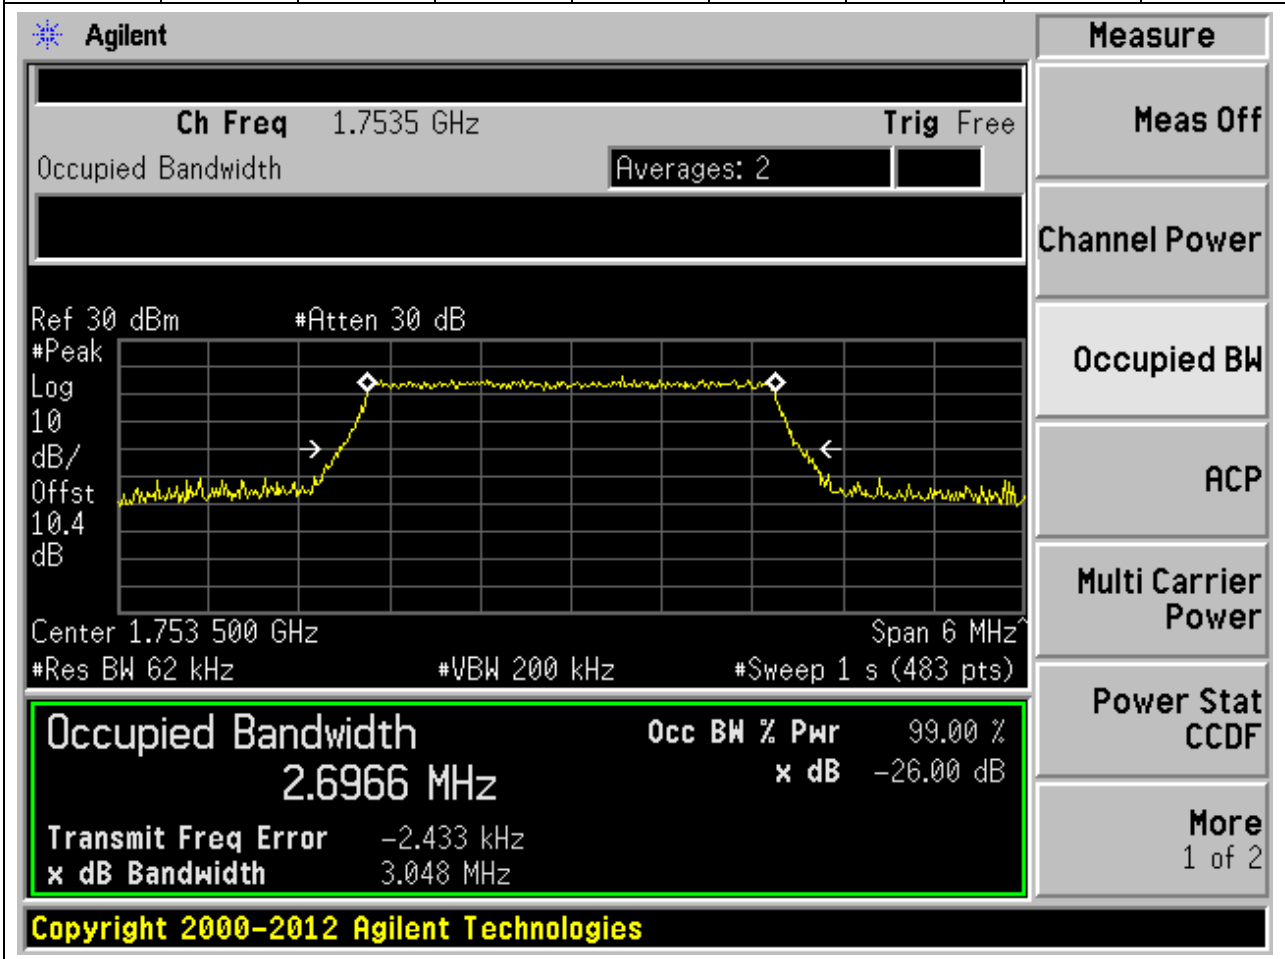 Agilent
Measure
Ch Freq 1.7535 GHz Trig Free
Occupied Bandwidth Averages: 2
Meas Off
Channel Power
Occupied BW
ACP
Multi Carrier
Power
Power Stat
CCDF
More
1 of 2
Ref 30 dBm #Atten 30 dB
#Peak
Log
10
dB/
Offst
10.4
dB
Center 1.753 500 GHz Span 6 MHz^
#Res BW 62 kHz #VBW 200 kHz #Sweep 1 s (483 pts)
Occupied Bandwidth Occ BW % Pwr 99.00 %
2.6966 MHz x dB -26.00 dB
Transmit Freq Error -2.433 kHz
x dB Bandwidth 3.048 MHz
Copyright 2000-2012 Agilent Technologies